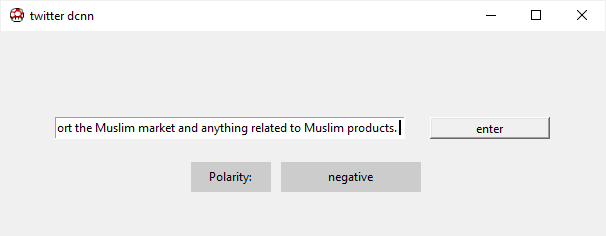 twitter dcnn
ort the Muslim market and anything related to Muslim products.
enter
Polarity:
negative